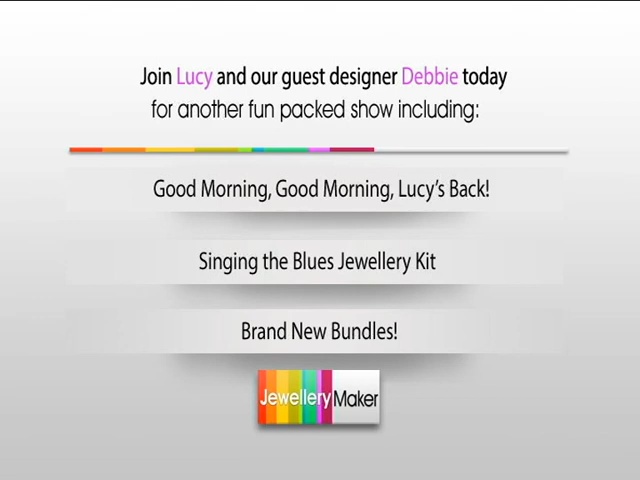 Join Lucy and our guest designer Debbie today
for another fun packed show including:
Good Morning, Good Morning, Lucy's Back!
Singing the Blues Jewellery Kit
Brand New Bundles!
JewelleryMaker